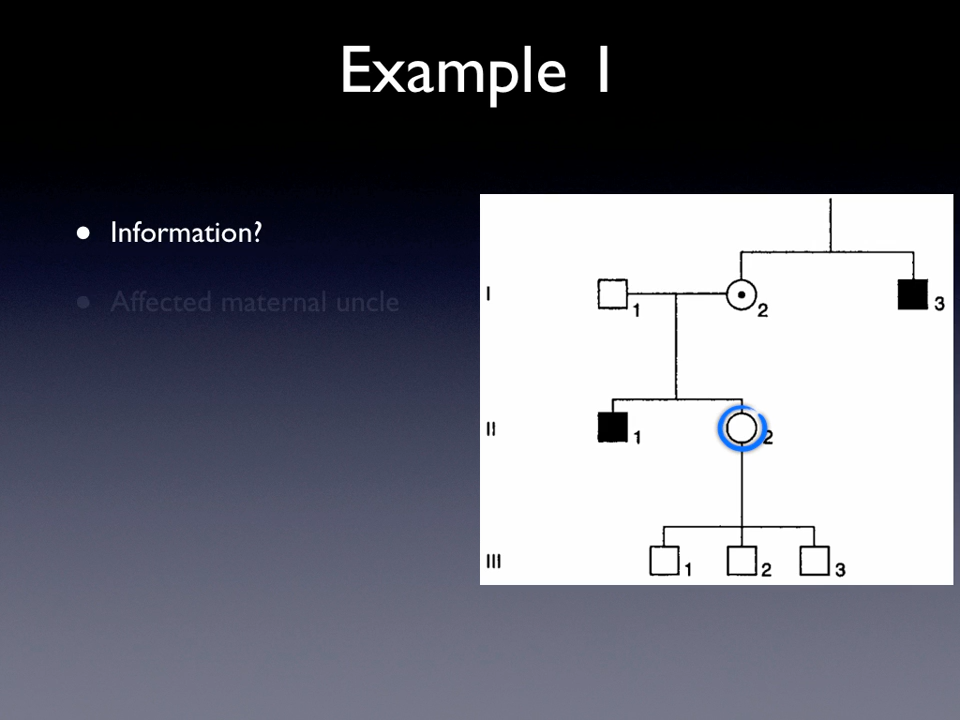 Example 1
• Information?
• Affected maternal uncle
I
1
2
3
II
1
2
III
1
2
3